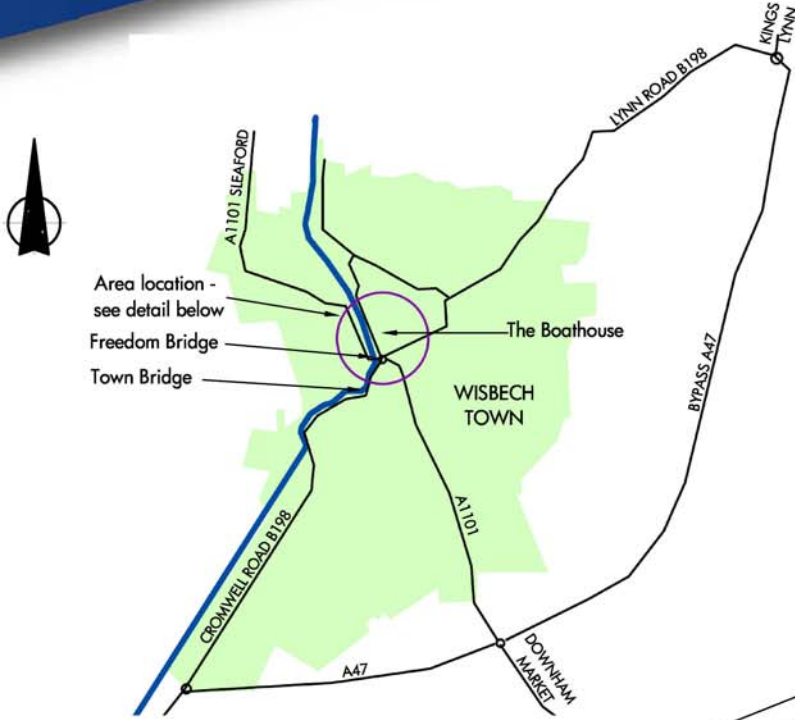 KINGS
LYNN
LYNN ROAD B198
A1101 SLEAFORD
Area location -
see detail below
Freedom Bridge
The Boathouse
Town Bridge
WISBECH
TOWN
BYPASS A47
A1101
CROMWELL ROAD B198
A47
DOWNHAM
MARKET